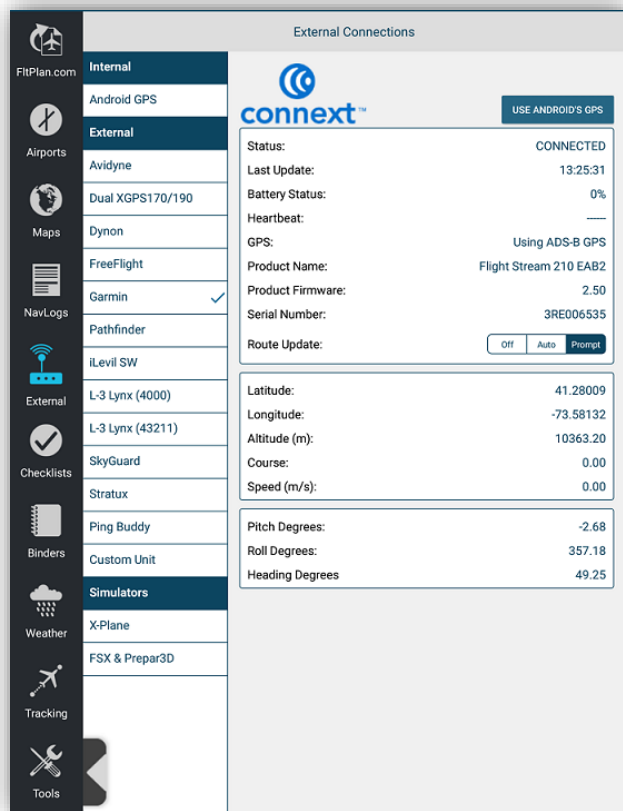 External Connections
FltPlan.com
Airports
Maps
NavLogs
External
Checklists
Binders
Weather
Tracking
Tools
Internal
Android GPS
External
Avidyne
Dual XGPS170/190
Dynon
FreeFlight
Garmin
Pathfinder
iLevil SW
L-3 Lynx (4000)
L-3 Lynx (43211)
SkyGuard
Stratux
Ping Buddy
Custom Unit
Simulators
X-Plane
FSX & Prepar3D
connext™
USE ANDROID'S GPS
Status: CONNECTED
Last Update: 13:25:31
Battery Status: 0%
Heartbeat: -----
GPS: Using ADS-B GPS
Product Name: Flight Stream 210 EAB2
Product Firmware: 2.50
Serial Number: 3RE006535
Route Update: Off Auto Prompt
Latitude: 41.28009
Longitude: -73.58132
Altitude (m): 10363.20
Course: 0.00
Speed (m/s): 0.00
Pitch Degrees: -2.68
Roll Degrees: 357.18
Heading Degrees 49.25